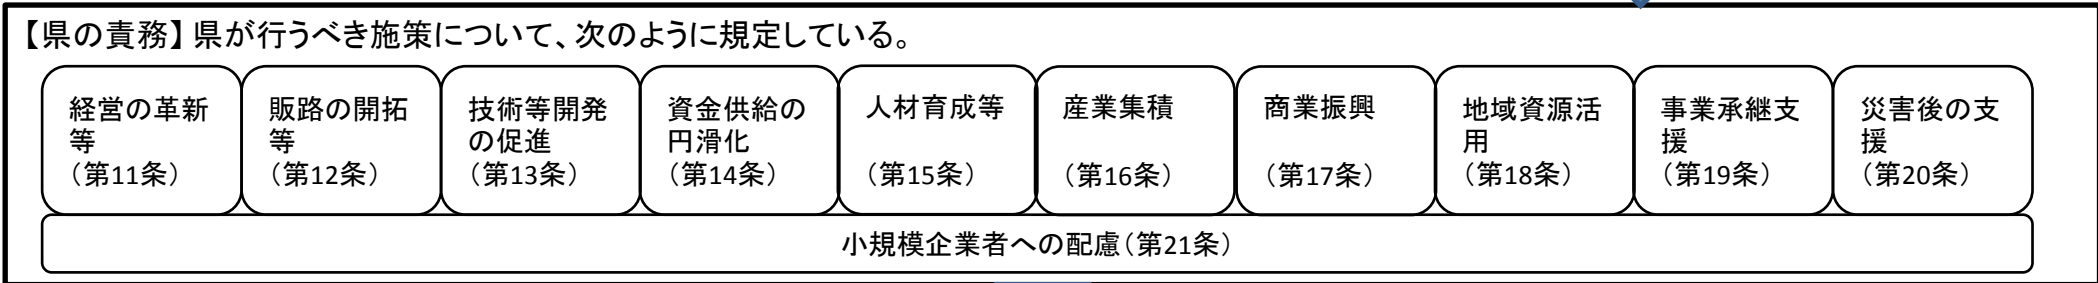 【県の責務】県が行うべき施策について、次のように規定している。
経営の革新
等
（第11条）
販路の開拓
等
（第12条）
技術等開発
の促進
（第13条）
資金供給の
円滑化
（第14条）
人材育成等
（第15条）
産業集積
（第16条）
商業振興
（第17条）
地域資源活
用
（第18条）
事業承継支
援
（第19条）
災害後の支
援
（第20条）
小規模企業者への配慮（第21条）